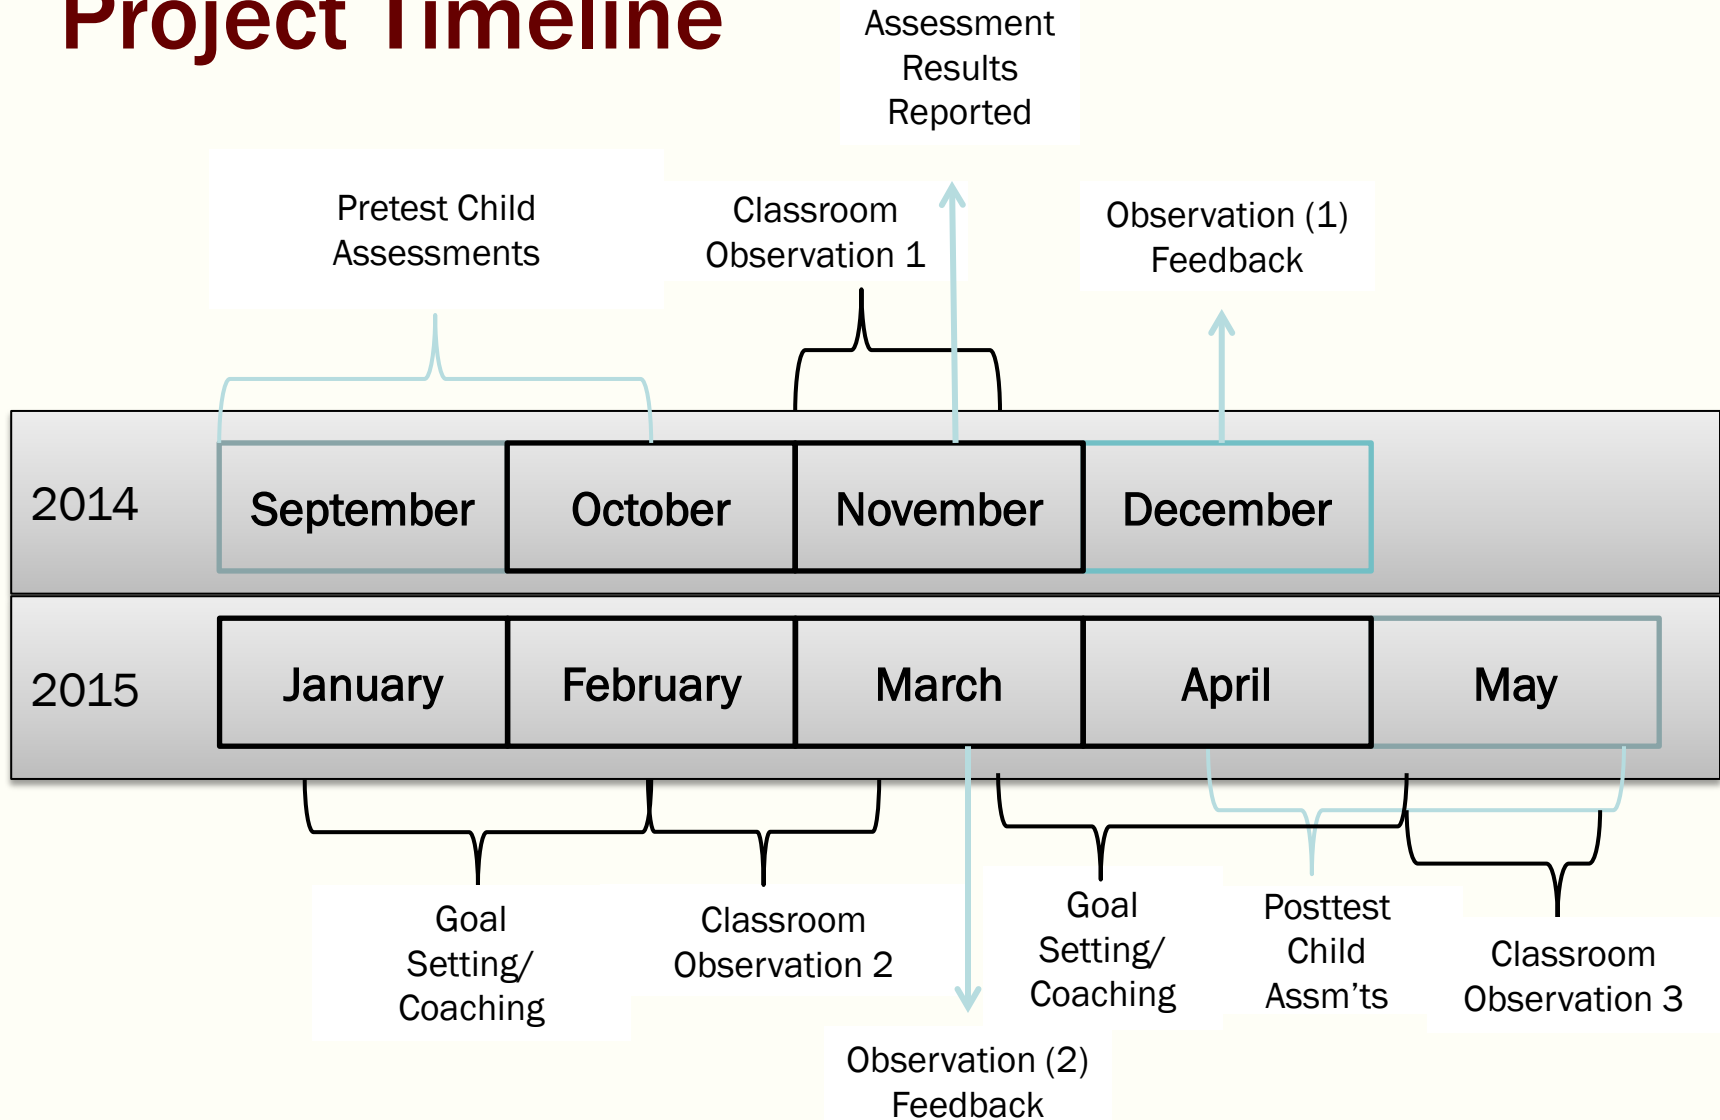 Project Timeline
Assessment
Results
Reported
Pretest Child
Assessments
Classroom
Observation 1
Observation (1)
Feedback
2014
September
October
November
December
2015
January
February
March
April
May
Goal
Setting/
Coaching
Classroom
Observation 2
Observation (2)
Feedback
Goal
Setting/
Coaching
Posttest
Child
Assm'ts
Classroom
Observation 3